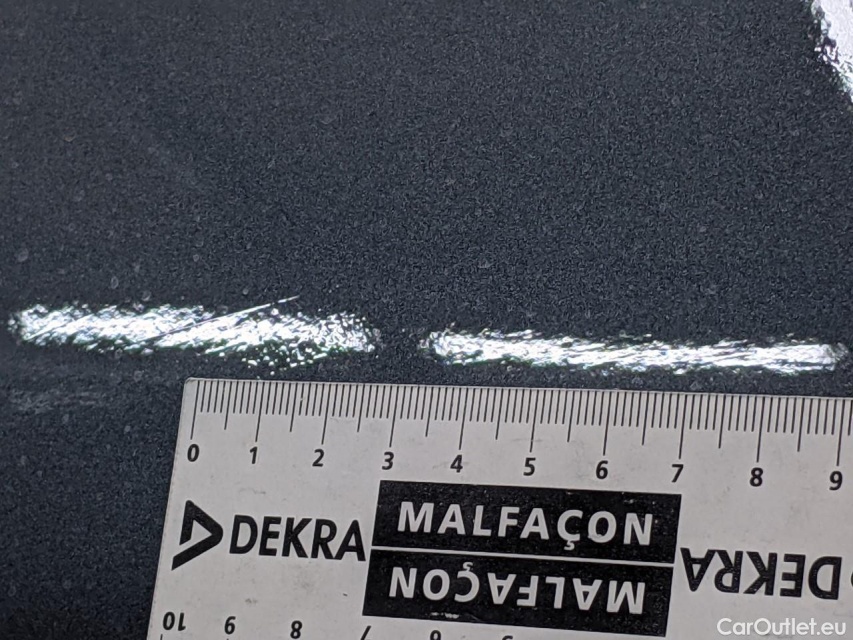 0 1 2 3 4 5 6 7 8 9
DEKRA MALFAÇON DEKRA
MALFAÇON
10 9 8 7
CarOutlet.eu